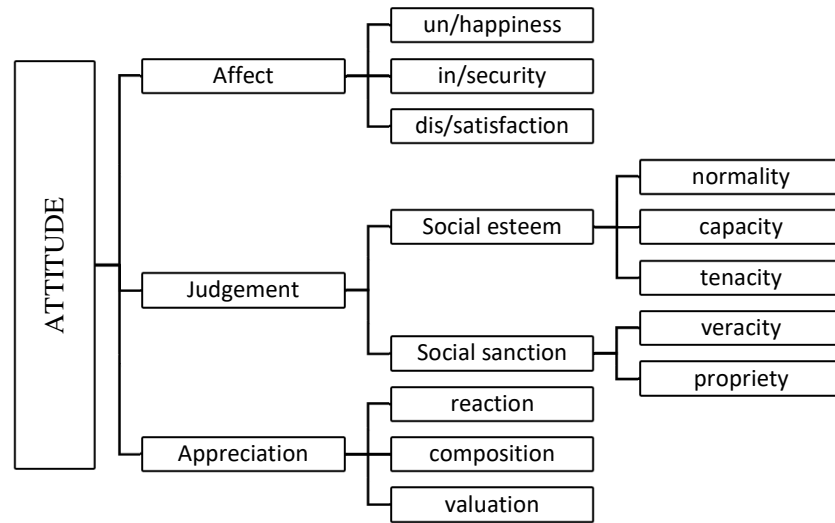 ATTITUDE
Affect
un/happiness
in/security
dis/satisfaction
Judgement
Social esteem
normality
capacity
tenacity
Social sanction
veracity
propriety
Appreciation
reaction
composition
valuation